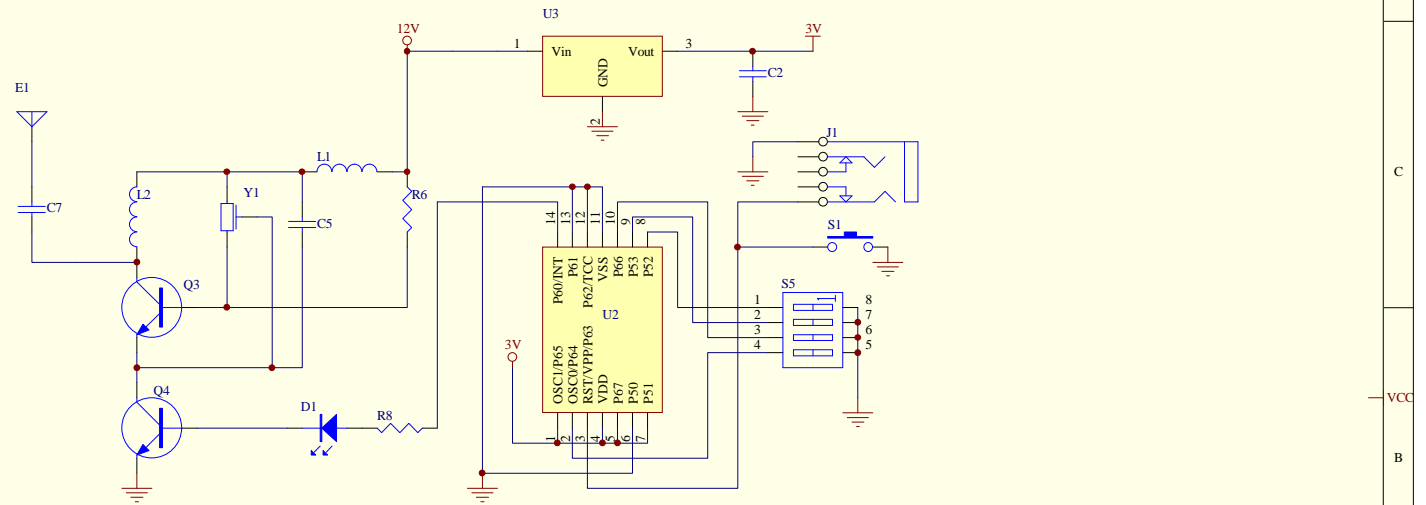 U3
12V
3V
1
Vin
Vout
3
GND
2
C2
E1
J1
C
L1
L2
Y1
R6
C7
C5
14
13
12
11
10
9
8
S1
P60/INT
P61
P62/TCC
VSS
P66
P53
P52
Q3
S5
1
1
8
2
7
3
6
4
5
U2
3V
OSC1/P65
OSC0/P64
RST/VPP/P63
VDD
P67
P50
P51
Q4
D1
R8
VCC
1
2
3
4
5
6
7
B